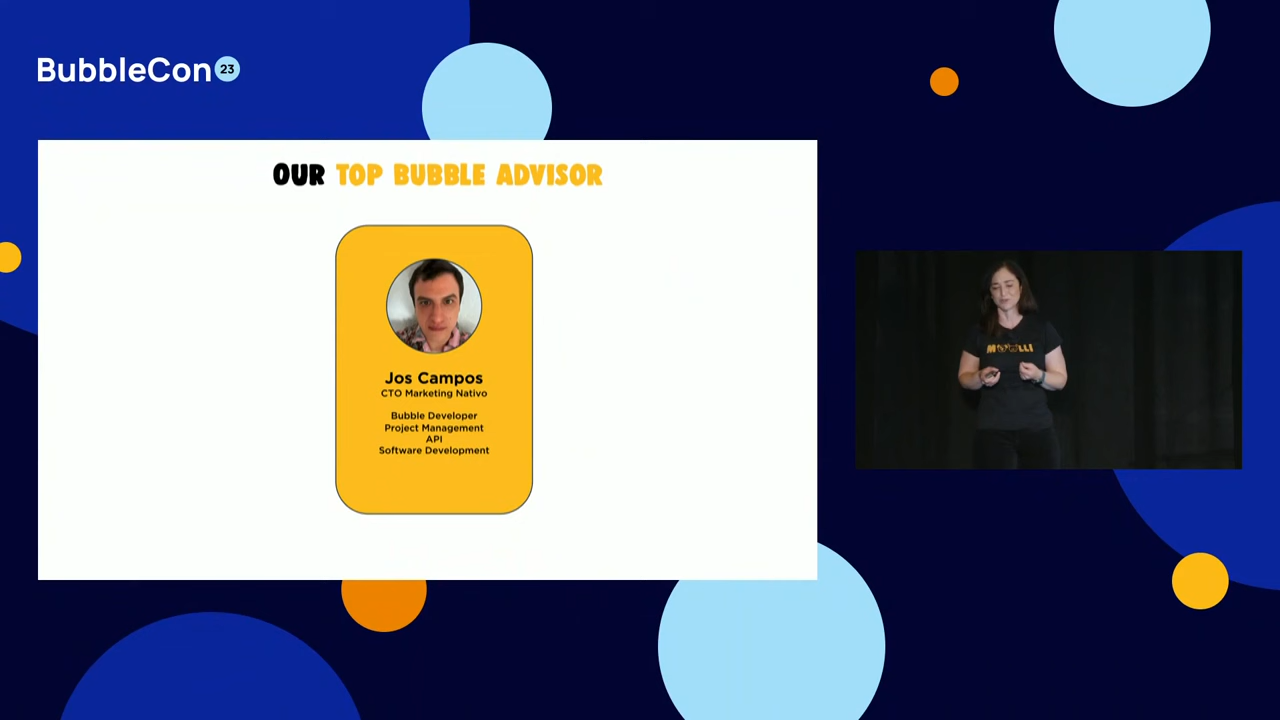 BubbleCon 23
OUR TOP BUBBLE ADVISOR
Jos Campos
CTO Marketing Nativo
Bubble Developer
Project Management
API
Software Development